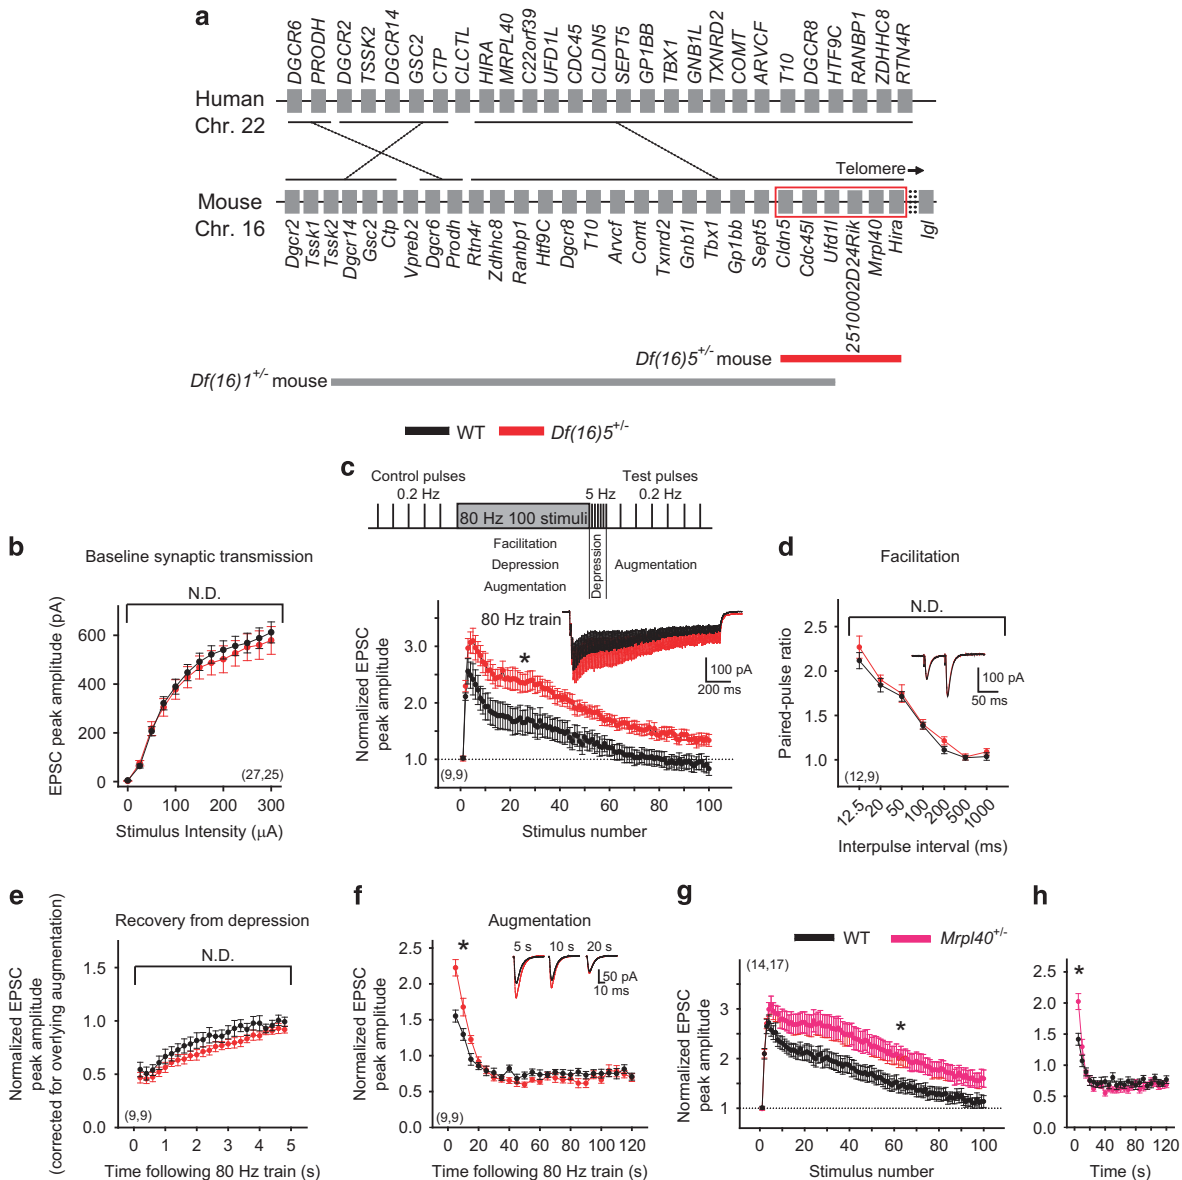 a
DGCR6 PRODH DGCR2 TSSK2 DGCR14 GSC2 CTP CLCTL HIRA MRPL40 C22orf39 UFD1L CDC45 CLDN5 SEPT5 GP1BB TBX1 GNB1L TXNRD2 COMT ARVCF T10 DGCR8 HTF9C RANBP1 ZDHHC8 RTN4R
Human
Chr. 22
Telomere
Mouse
Chr. 16
Dgcr2 Tssk1 Tssk2 Dgcr14 Gsc2 Ctp Vpreb2 Dgcr6 Prodh Rtn4r Zdhhc8 Ranbp1 Htf9C Dgcr8 T10 Arvcf Comt Txnrd2 Gnb1l Tbx1 Gp1bb Sept5 Cldn5 Cdc45l Ufd1l 2510002D24Rik Mrpl40 Hira Igl
Df(16)5+/- mouse
Df(16)1+/- mouse
WT Df(16)5+/-
b
Baseline synaptic transmission
N.D.
EPSC peak amplitude (pA)
600
400
200
0
(27,25)
0 100 200 300
Stimulus Intensity (μA)
c
Control pulses
0.2 Hz
5 Hz
Test pulses
0.2 Hz
80 Hz 100 stimuli
Facilitation
Depression
Augmentation
Depression
Augmentation
80 Hz train
*
100 pA
200 ms
Normalized EPSC
peak amplitude
3.0
2.0
1.0
(9,9)
0 20 40 60 80 100
Stimulus number
d
Facilitation
N.D.
100 pA
50 ms
Paired-pulse ratio
2.5
2.0
1.5
1.0
(12,9)
12.5 20 50 100 200 500 1000
Interpulse interval (ms)
e
Recovery from depression
N.D.
Normalized EPSC
peak amplitude
(corrected for overlying augmentation)
1.5
1.0
0.5
0.0
(9,9)
0 1 2 3 4 5
Time following 80 Hz train (s)
f
Augmentation
*
5 s 10 s 20 s
50 pA
10 ms
Normalized EPSC
peak amplitude
2.5
2.0
1.5
1.0
0.5
0.0
(9,9)
0 20 40 60 80 100 120
Time following 80 Hz train (s)
g
WT Mrpl40+/-
(14,17)
*
Normalized EPSC
peak amplitude
3
2
1
0 20 40 60 80 100
Stimulus number
h
*
2.5
2.0
1.5
1.0
0.5
0.0
0 40 80 120
Time (s)